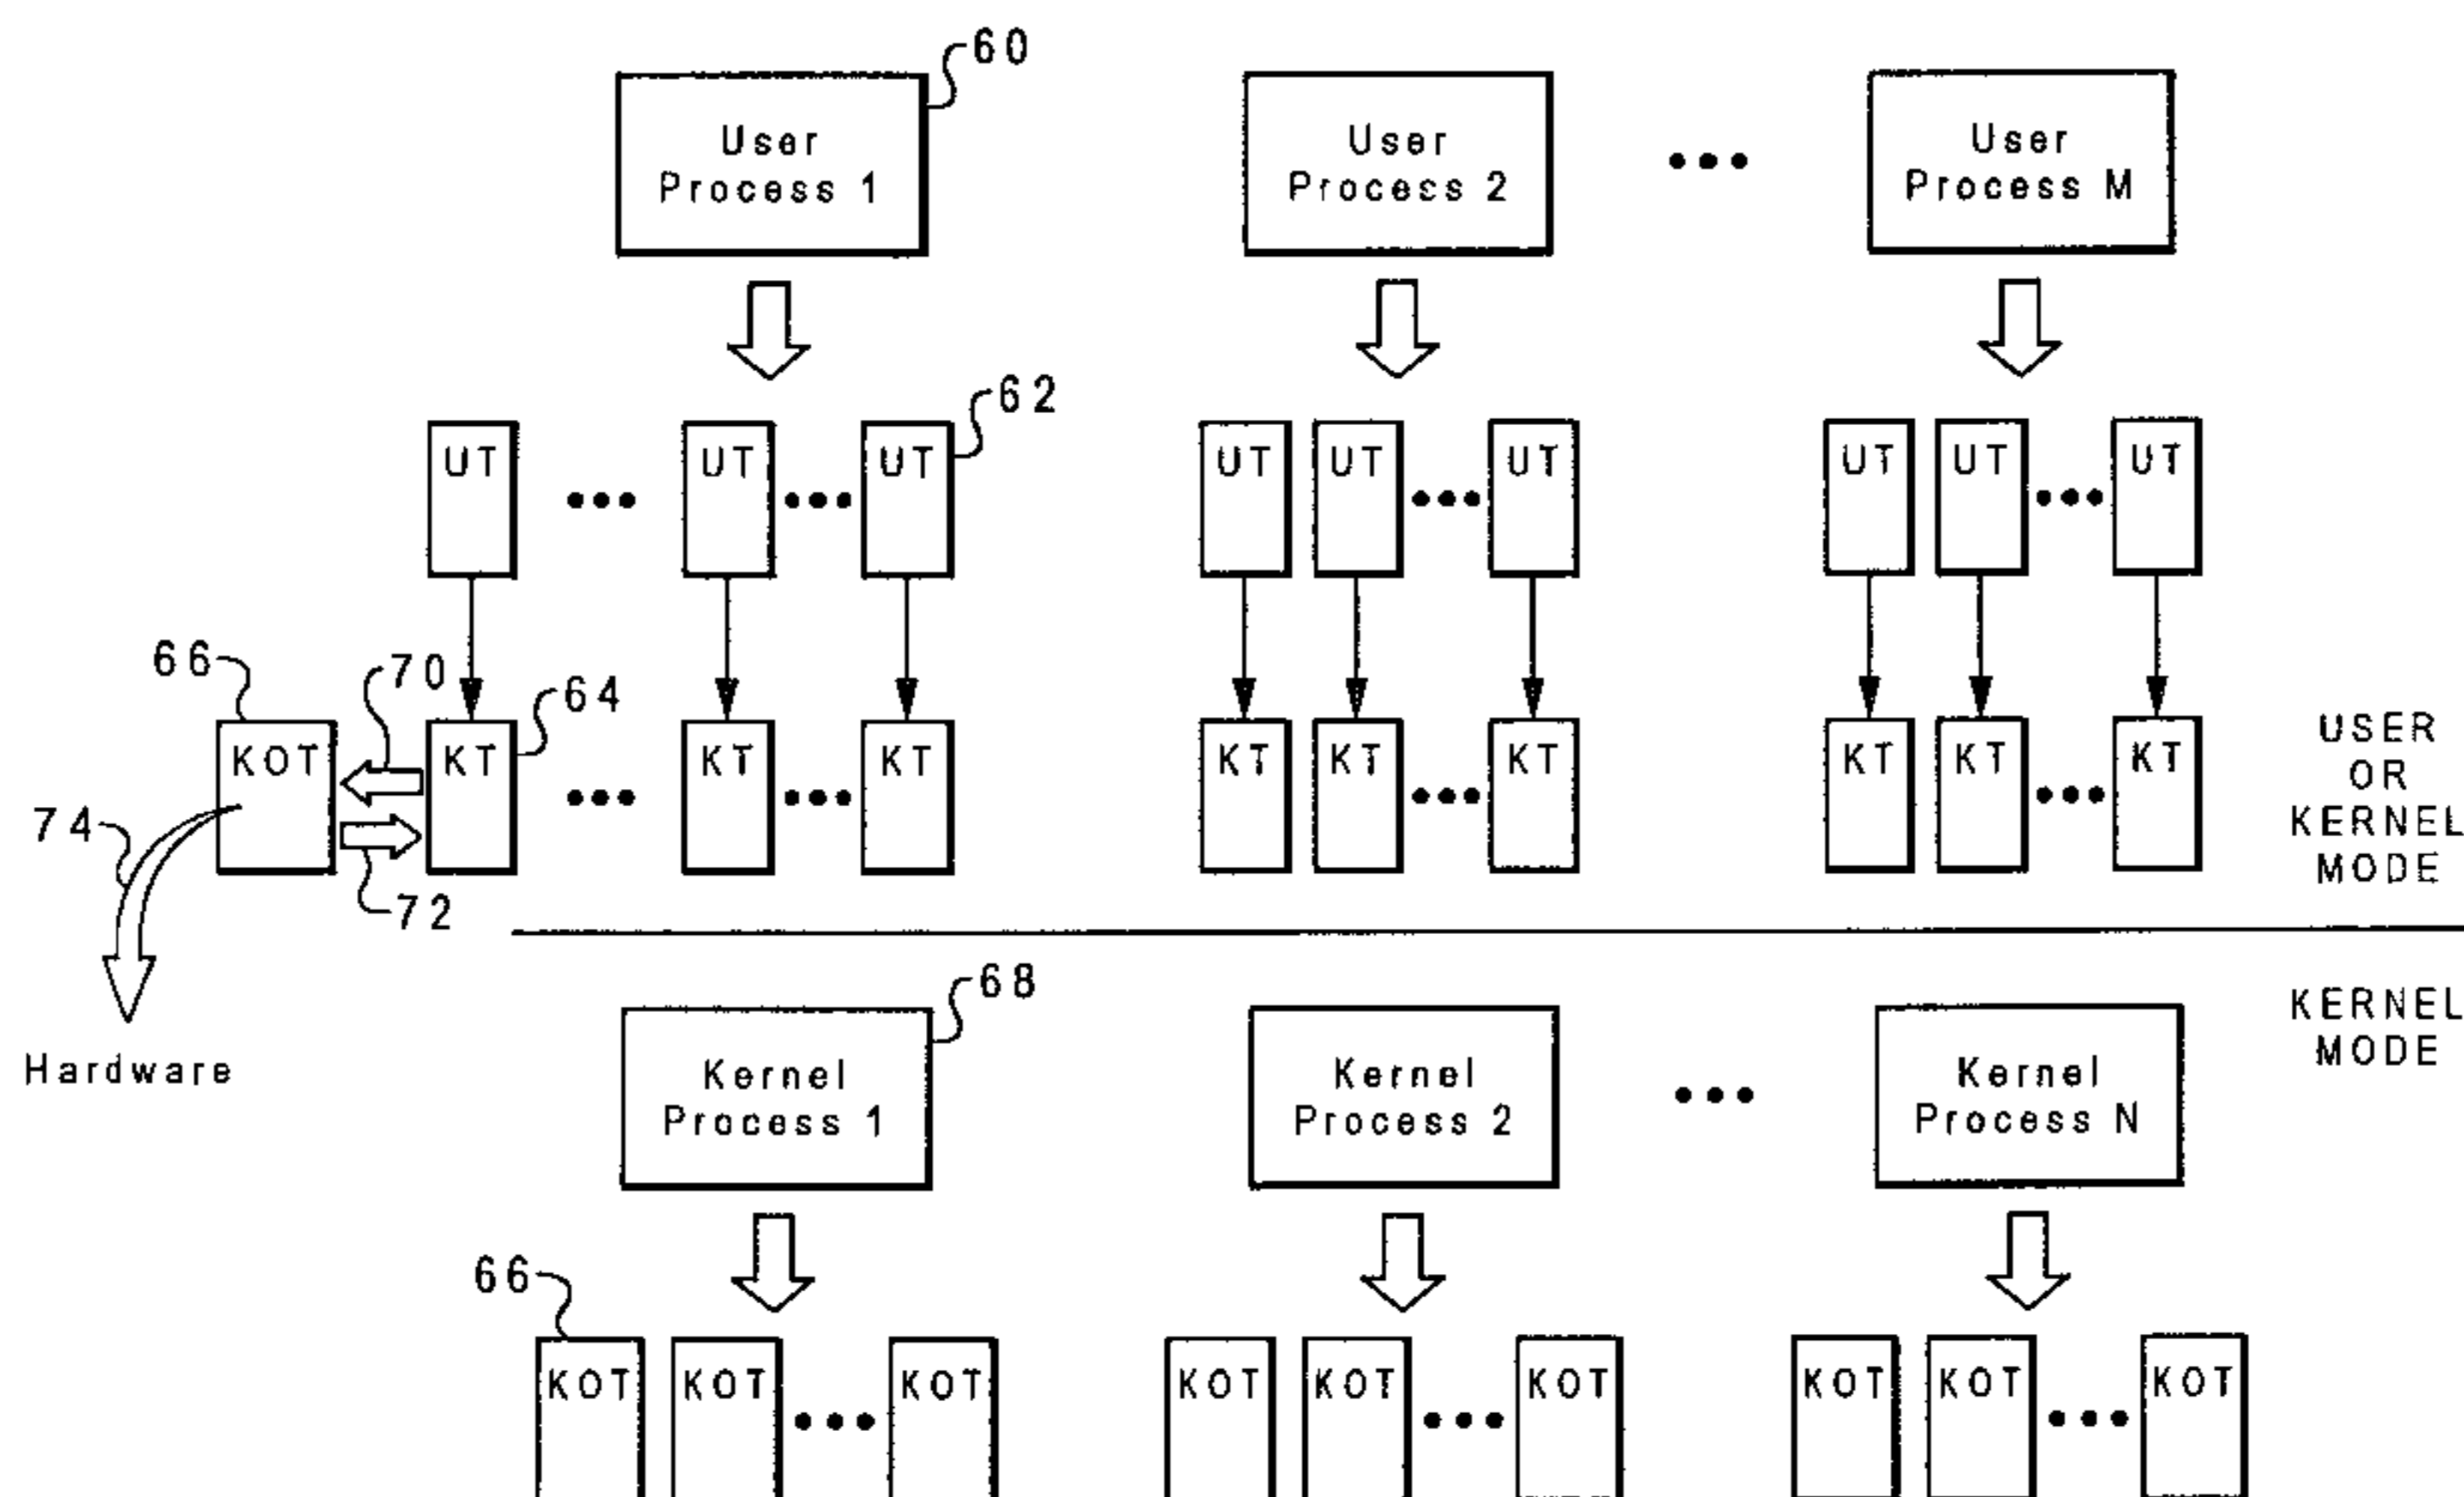 60
User
Process 1
User
Process 2
User
Process M
62
UT
UT
UT
UT
UT
UT
UT
UT
UT
66
70
64
KOT
KT
KT
KT
KT
KT
KT
KT
KT
KT
74
72
USER
OR
KERNEL
MODE
68
Hardware
Kernel
Process 1
Kernel
Process 2
Kernel
Process N
KERNEL
MODE
66
KOT
KOT
KOT
KOT
KOT
KOT
KOT
KOT
KOT